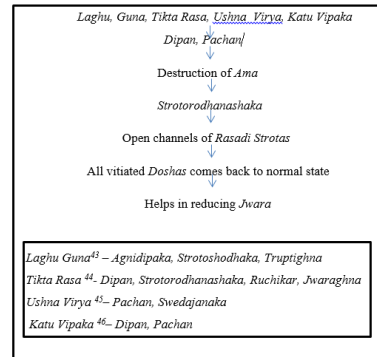 Laghu, Guna, Tikta Rasa, Ushna Virya, Katu Vipaka
Dipan, Pachan
Destruction of Ama
Strotorodhanashaka
Open channels of Rasadi Strotas
All vitiated Doshas comes back to normal state
Helps in reducing Jwara
Laghu Guna43 – Agnidipaka, Strotoshodhaka, Truptighna
Tikta Rasa 44- Dipan, Strotorodhanashaka, Ruchikar, Jwaraghna
Ushna Virya 45– Pachan, Swedajanaka
Katu Vipaka 46– Dipan, Pachan